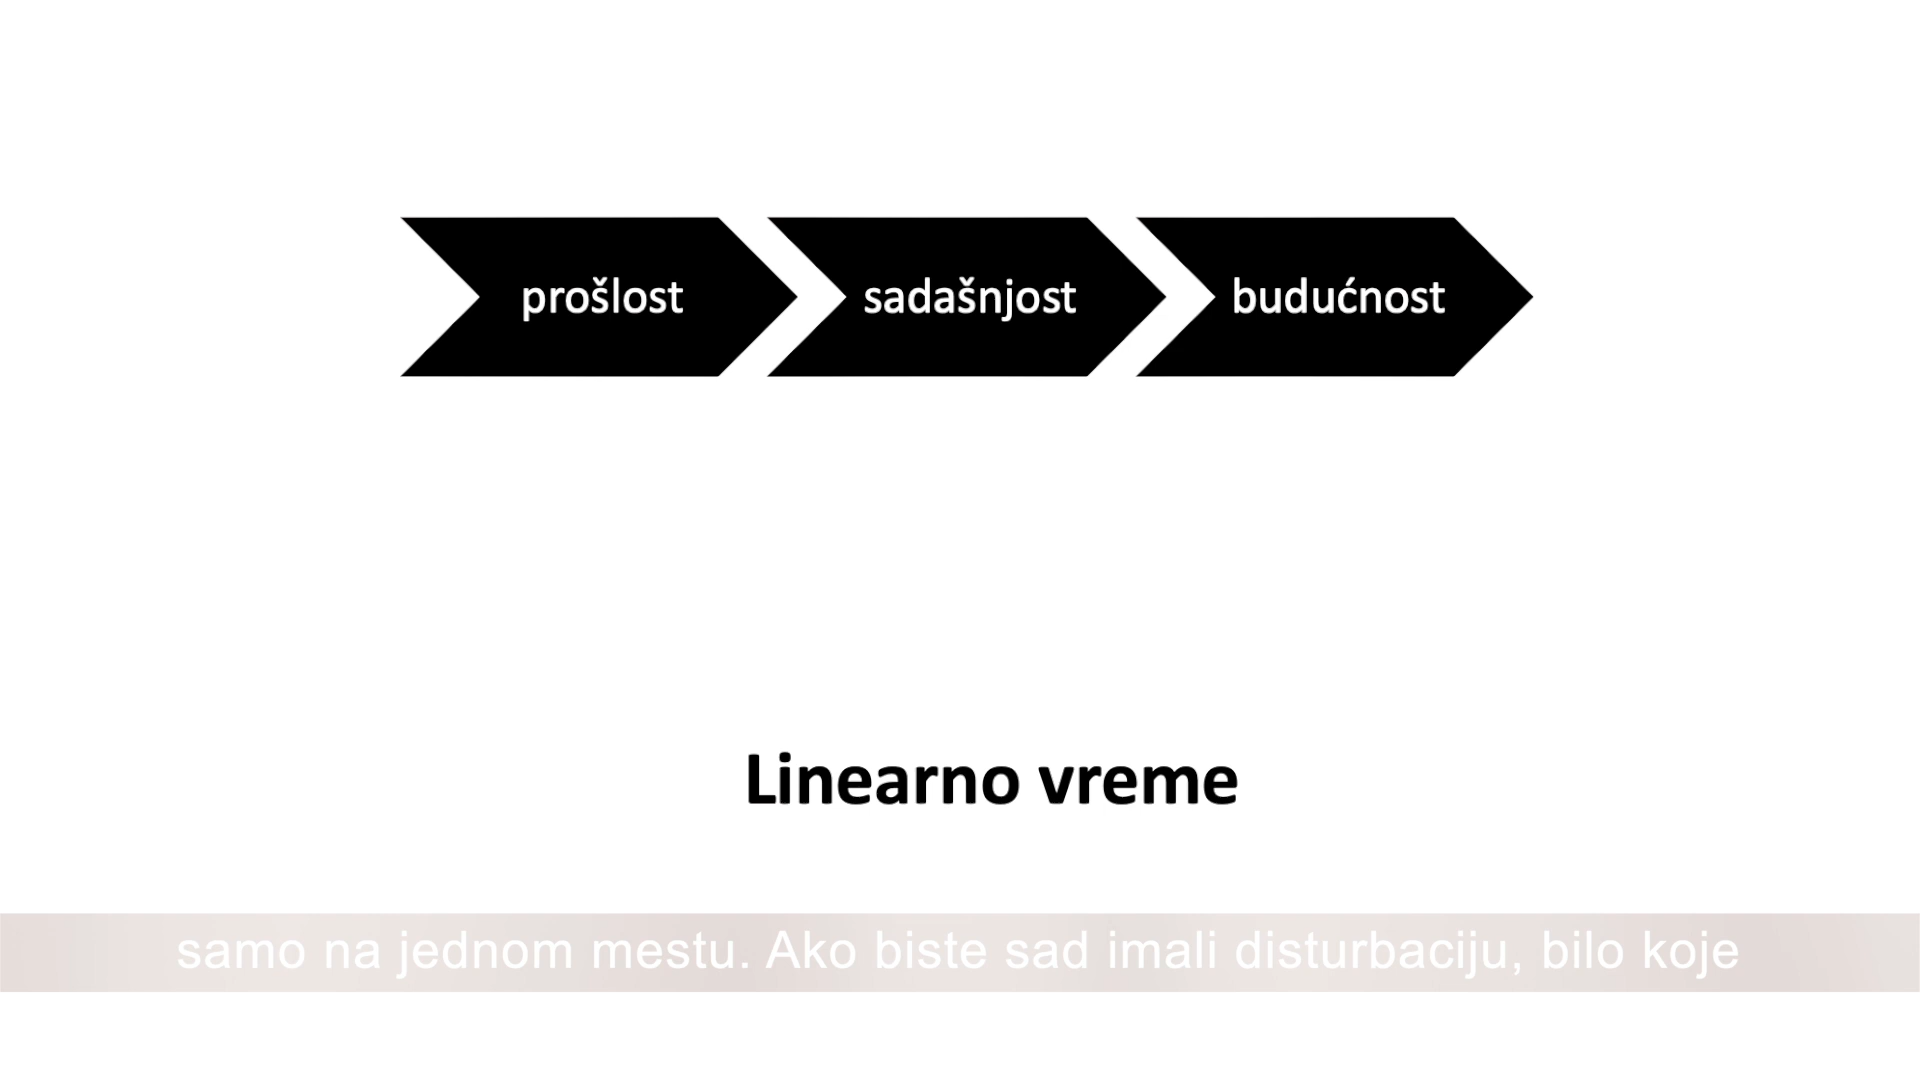 prošlost sadašnjost budućnost
Linearno vreme
samo na jednom mestu. Ako biste sad imali disturbaciju, bilo koje